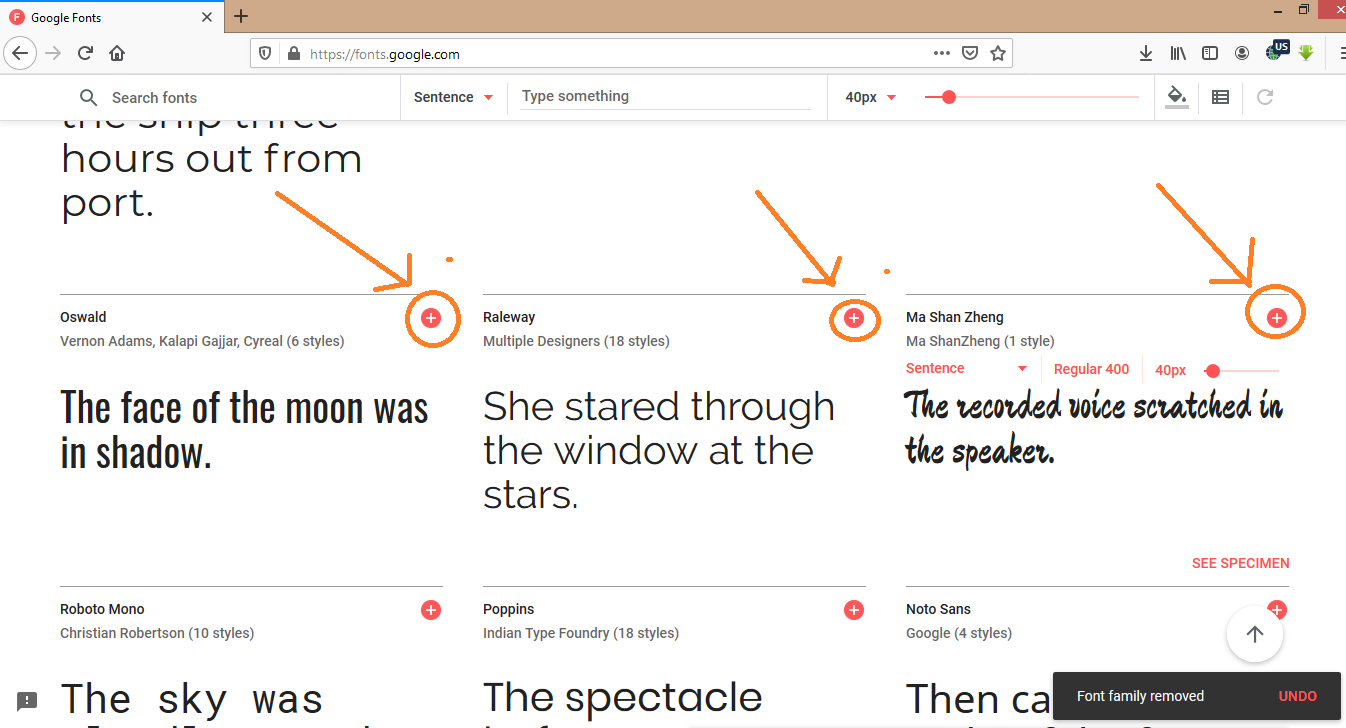 Google Fonts
https://fonts.google.com
US
Search fonts
Sentence
Type something
40px
the ship three
hours out from
port.
Oswald
Vernon Adams, Kalapi Gajjar, Cyreal (6 styles)
The face of the moon was
in shadow.
Raleway
Multiple Designers (18 styles)
She stared through
the window at the
stars.
Ma Shan Zheng
Ma ShanZheng (1 style)
Sentence
Regular 400
40px
The recorded voice scratched in
the speaker.
SEE SPECIMEN
Roboto Mono
Christian Robertson (10 styles)
The sky was
Poppins
Indian Type Foundry (18 styles)
The spectacle
Noto Sans
Google (4 styles)
Then ca
Font family removed
UNDO